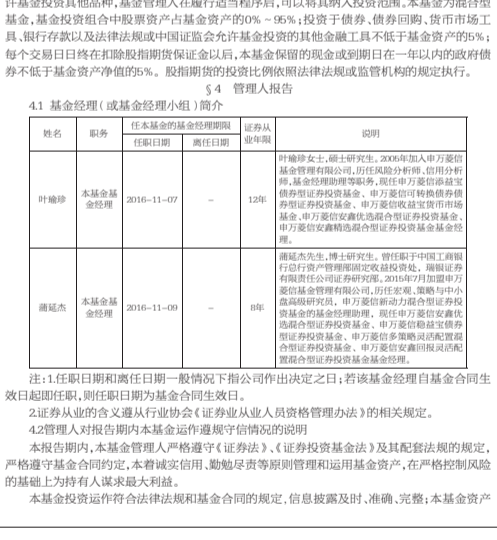 许基金投资其他品种,基金管理人在履行适当程序后,可以将其纳入投资范围。本基金为混合型
基金,基金投资组合中股票资产占基金资产的0%~95%;投资于债券、债券回购、货币市场工
具、银行存款以及法律法规或中国证监会允许基金投资的其他金融工具不低于基金资产的5%;
每个交易日日终在扣除股指期货保证金以后,本基金保留的现金或到期日在一年以内的政府债
券不低于基金资产净值的5%。股指期货的投资比例依照法律法规或监管机构的规定执行。
§4 管理人报告
4.1 基金经理(或基金经理小组)简介
姓名 职务 任本基金的基金经理期限 证券从业年限 说明
任职日期 离任日期
叶瑜珍 本基金基金经理 2016-11-07 - 12年
叶瑜珍女士,硕士研究生。2005年加入申万菱信
基金管理有限公司,历任风险分析师,信用分析
师,基金经理助理等职务,现任申万菱信添益宝
债券型证券投资基金、申万菱信可转换债券债
券型证券投资基金、申万菱信收益宝货币市场
基金、申万菱信安鑫优选混合型证券投资基金、
申万菱信安鑫精选混合型证券投资基金基金经
理。
蒲延杰 本基金基金经理 2016-11-09 - 8年
蒲延杰先生,博士研究生。曾任职于中国工商银
行总行资产管理部固定收益投资处,瑞银证券
有限责任公司证券研究部。2015年7月加盟申万
菱信基金管理有限公司,历任宏观、策略与中小
盘高级研究员,申万菱信新动力混合型证券投
资基金的基金经理助理,现任申万菱信安鑫优
选混合型证券投资基金、申万菱信稳益宝债券
型证券投资基金、申万菱信多策略灵活配置混
合型证券投资基金、申万菱信安鑫回报灵活配
置混合型证券投资基金基金经理。
注:1.任职日期和离任日期一般情况下指公司作出决定之日;若该基金经理自基金合同生
效日起即任职,则任职日期为基金合同生效日。
2.证券从业的含义遵从行业协会《证券业从业人员资格管理办法》的相关规定。
4.2管理人对报告期内本基金运作遵规守信情况的说明
本报告期内,本基金管理人严格遵守《证券法》、《证券投资基金法》及其配套法规的规定,
严格遵守基金合同约定,本着诚实信用、勤勉尽责等原则管理和运用基金资产,在严格控制风险
的基础上为持有人谋求最大利益。
本基金投资运作符合法律法规和基金合同的规定,信息披露及时、准确、完整;本基金资产